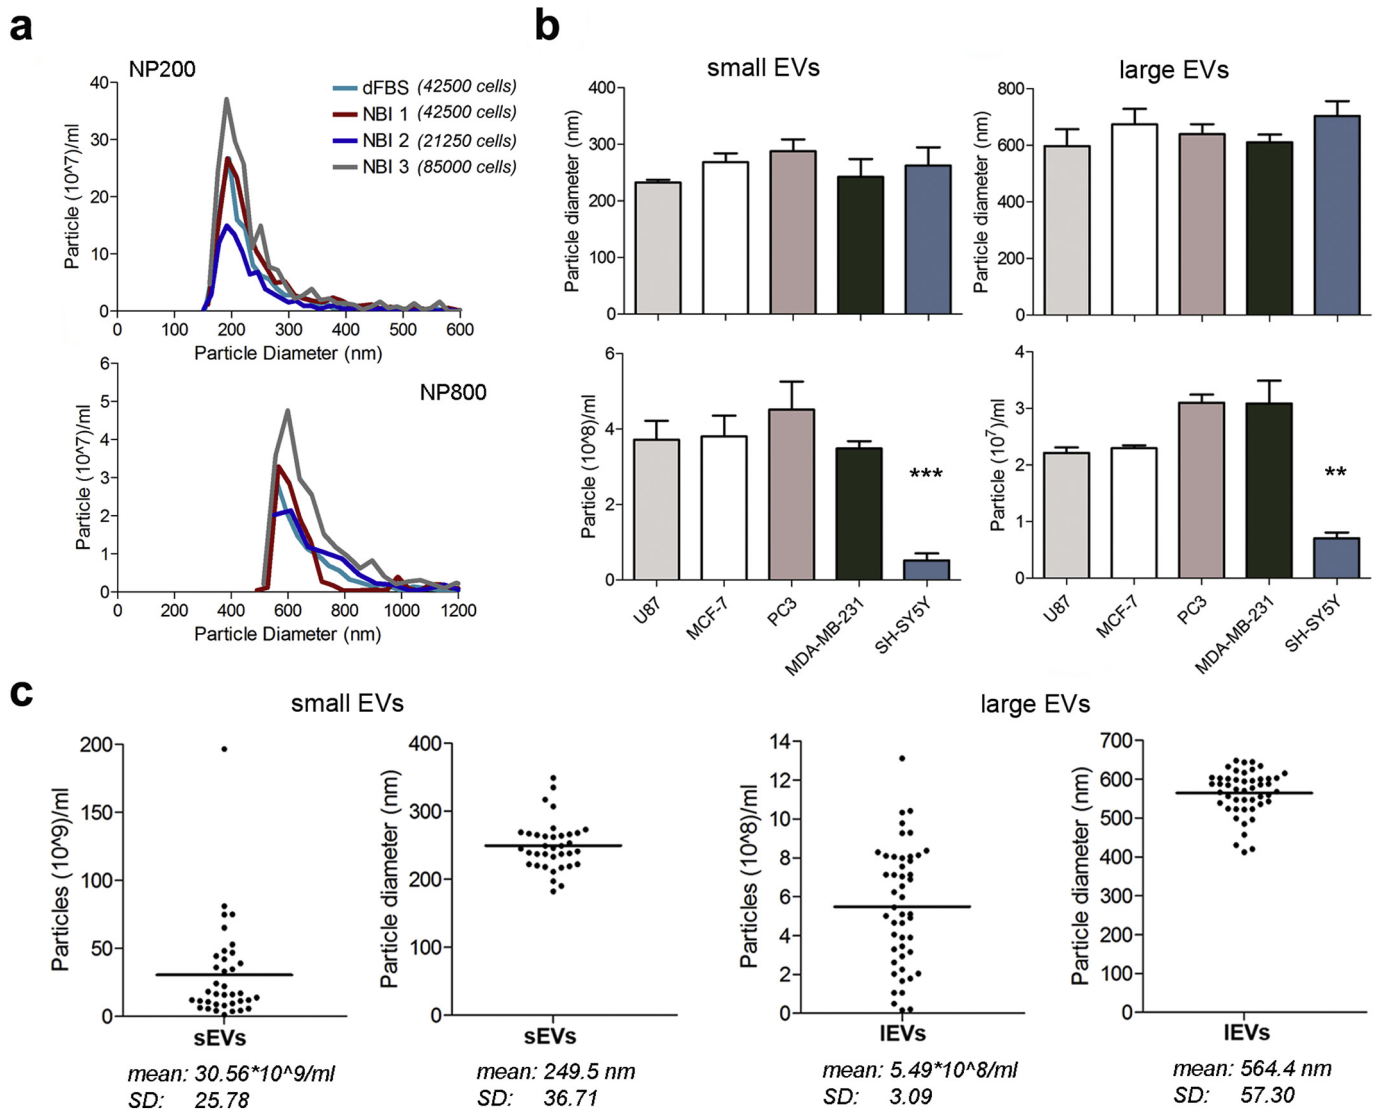 a
NP200
dFBS (42500 cells)
NBI 1 (42500 cells)
NBI 2 (21250 cells)
NBI 3 (85000 cells)
Particle (10^7)/ml
40
30
20
10
0
0 100 200 300 400 500 600
Particle Diameter (nm)
NP800
Particle (10^7)/ml
6
5
4
3
2
1
0
0 200 400 600 800 1000 1200
Particle Diameter (nm)
b
small EVs
Particle diameter (nm)
400
300
200
100
0
large EVs
Particle diameter (nm)
800
600
400
200
0
Particle (10^8)/ml
6
4
2
0
***
U87 MCF-7 PC3 MDA-MB-231 SH-SY5Y
Particle (10^7)/ml
4
3
2
1
0
**
U87 MCF-7 PC3 MDA-MB-231 SH-SY5Y
c
small EVs
Particles (10^9)/ml
200
150
100
50
0
sEVs
mean: 30.56*10^9/ml
SD: 25.78
Particle diameter (nm)
400
300
200
100
0
sEVs
mean: 249.5 nm
SD: 36.71
large EVs
Particles (10^8)/ml
14
12
10
8
6
4
2
0
lEVs
mean: 5.49*10^8/ml
SD: 3.09
Particle diameter (nm)
700
600
500
400
300
200
100
0
lEVs
mean: 564.4 nm
SD: 57.30